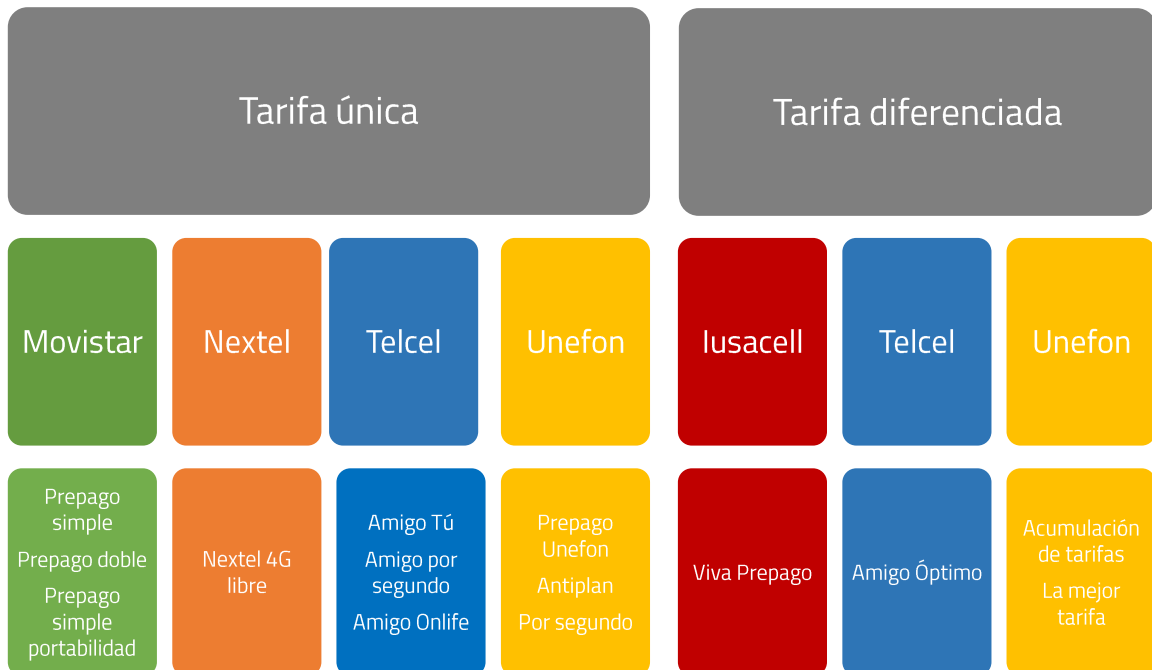 Tarifa única
Tarifa diferenciada
Movistar
Nextel
Telcel
Unefon
Iusacell
Telcel
Unefon
Prepago
simple
Prepago doble
Prepago
simple
portabilidad
Nextel 4G
libre
Amigo Tú
Amigo por
segundo
Amigo Onlife
Prepago
Unefon
Antiplan
Por segundo
Viva Prepago
Amigo Óptimo
Acumulación
de tarifas
La mejor
tarifa